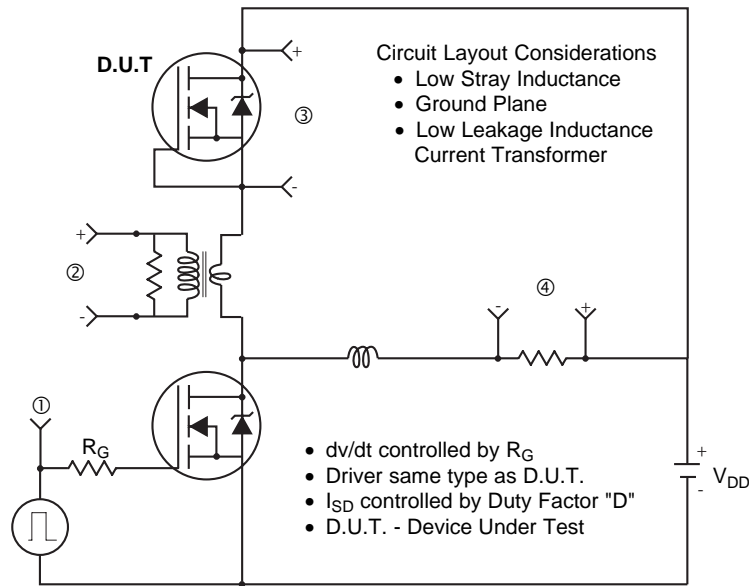 D.U.T
+
-
③
Circuit Layout Considerations
• Low Stray Inductance
• Ground Plane
• Low Leakage Inductance
Current Transformer
+
②
-
④
-
+
①
RG
• dv/dt controlled by RG
• Driver same type as D.U.T.
• ISD controlled by Duty Factor "D"
• D.U.T. - Device Under Test
+
VDD
-